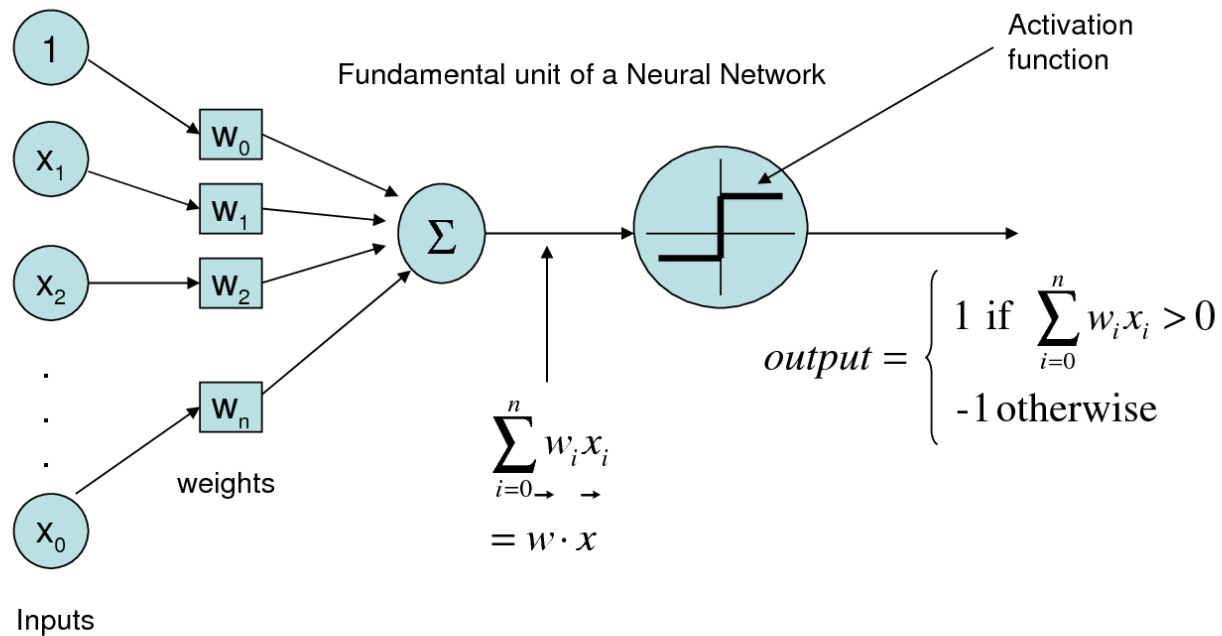 Activation
function
Fundamental unit of a Neural Network
1
x₁
x₂
.
.
.
x₀
Inputs
w₀
w₁
w₂
wₙ
weights
Σ
n
∑ wᵢxᵢ
i=0
= w⃗ · x⃗
output = { 1 if ∑ᵢ₌₀ⁿ wᵢxᵢ > 0
-1 otherwise